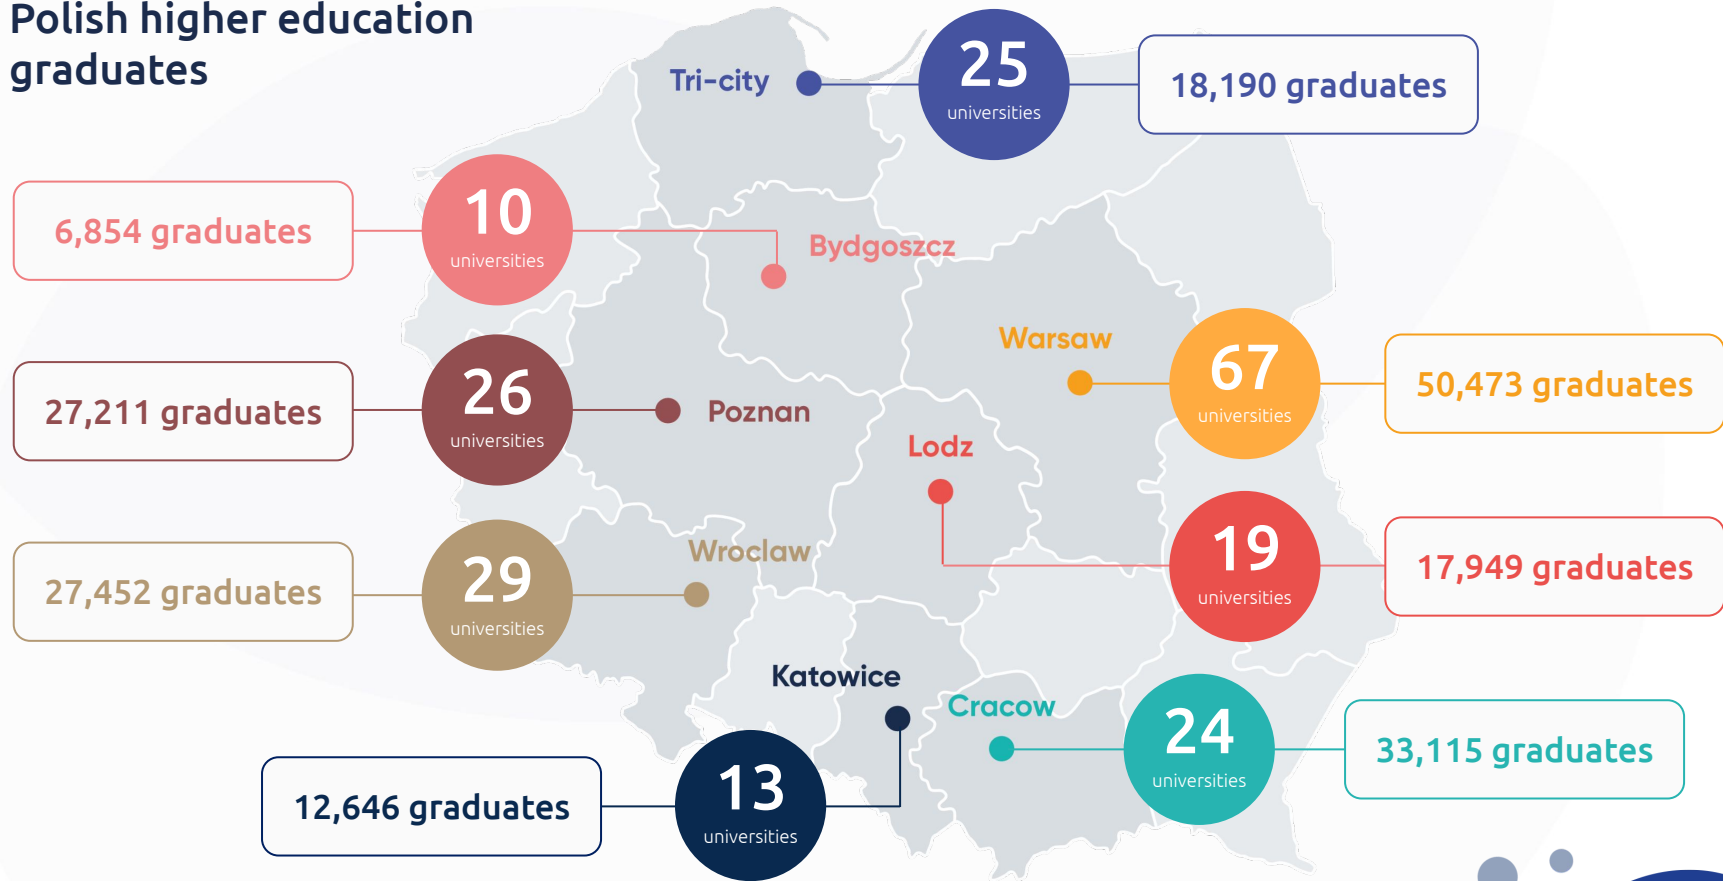 Polish higher education
graduates
Tri-city
25
universities
18,190 graduates
6,854 graduates
10
universities
Bydgoszcz
Warsaw
67
universities
50,473 graduates
27,211 graduates
26
universities
Poznan
Lodz
19
universities
17,949 graduates
27,452 graduates
29
universities
Wroclaw
Katowice
13
universities
12,646 graduates
Cracow
24
universities
33,115 graduates